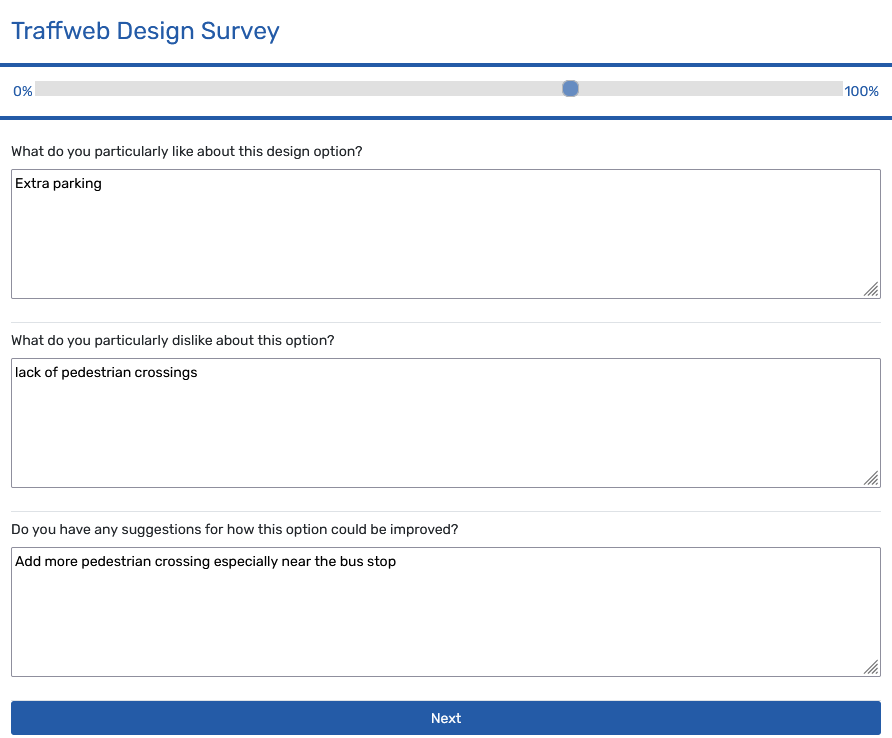 Traffweb Design Survey
0% 100%
What do you particularly like about this design option?
Extra parking
What do you particularly dislike about this option?
lack of pedestrian crossings
Do you have any suggestions for how this option could be improved?
Add more pedestrian crossing especially near the bus stop
Next